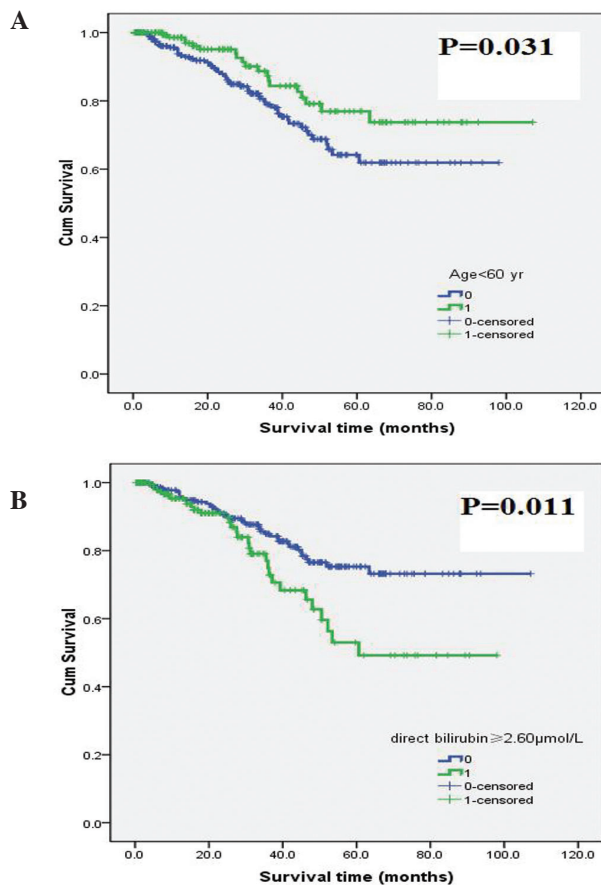 A
P=0.031
1.0
0.8
0.6
0.4
0.2
0.0
Cum Survival
Age<60 yr
0
1
0-censored
1-censored
0.0 20.0 40.0 60.0 80.0 100.0 120.0
Survival time (months)
B
P=0.011
1.0
0.8
0.6
0.4
0.2
0.0
Cum Survival
direct bilirubin≥2.60μmol/L
0
1
0-censored
1-censored
0.0 20.0 40.0 60.0 80.0 100.0 120.0
Survival time (months)